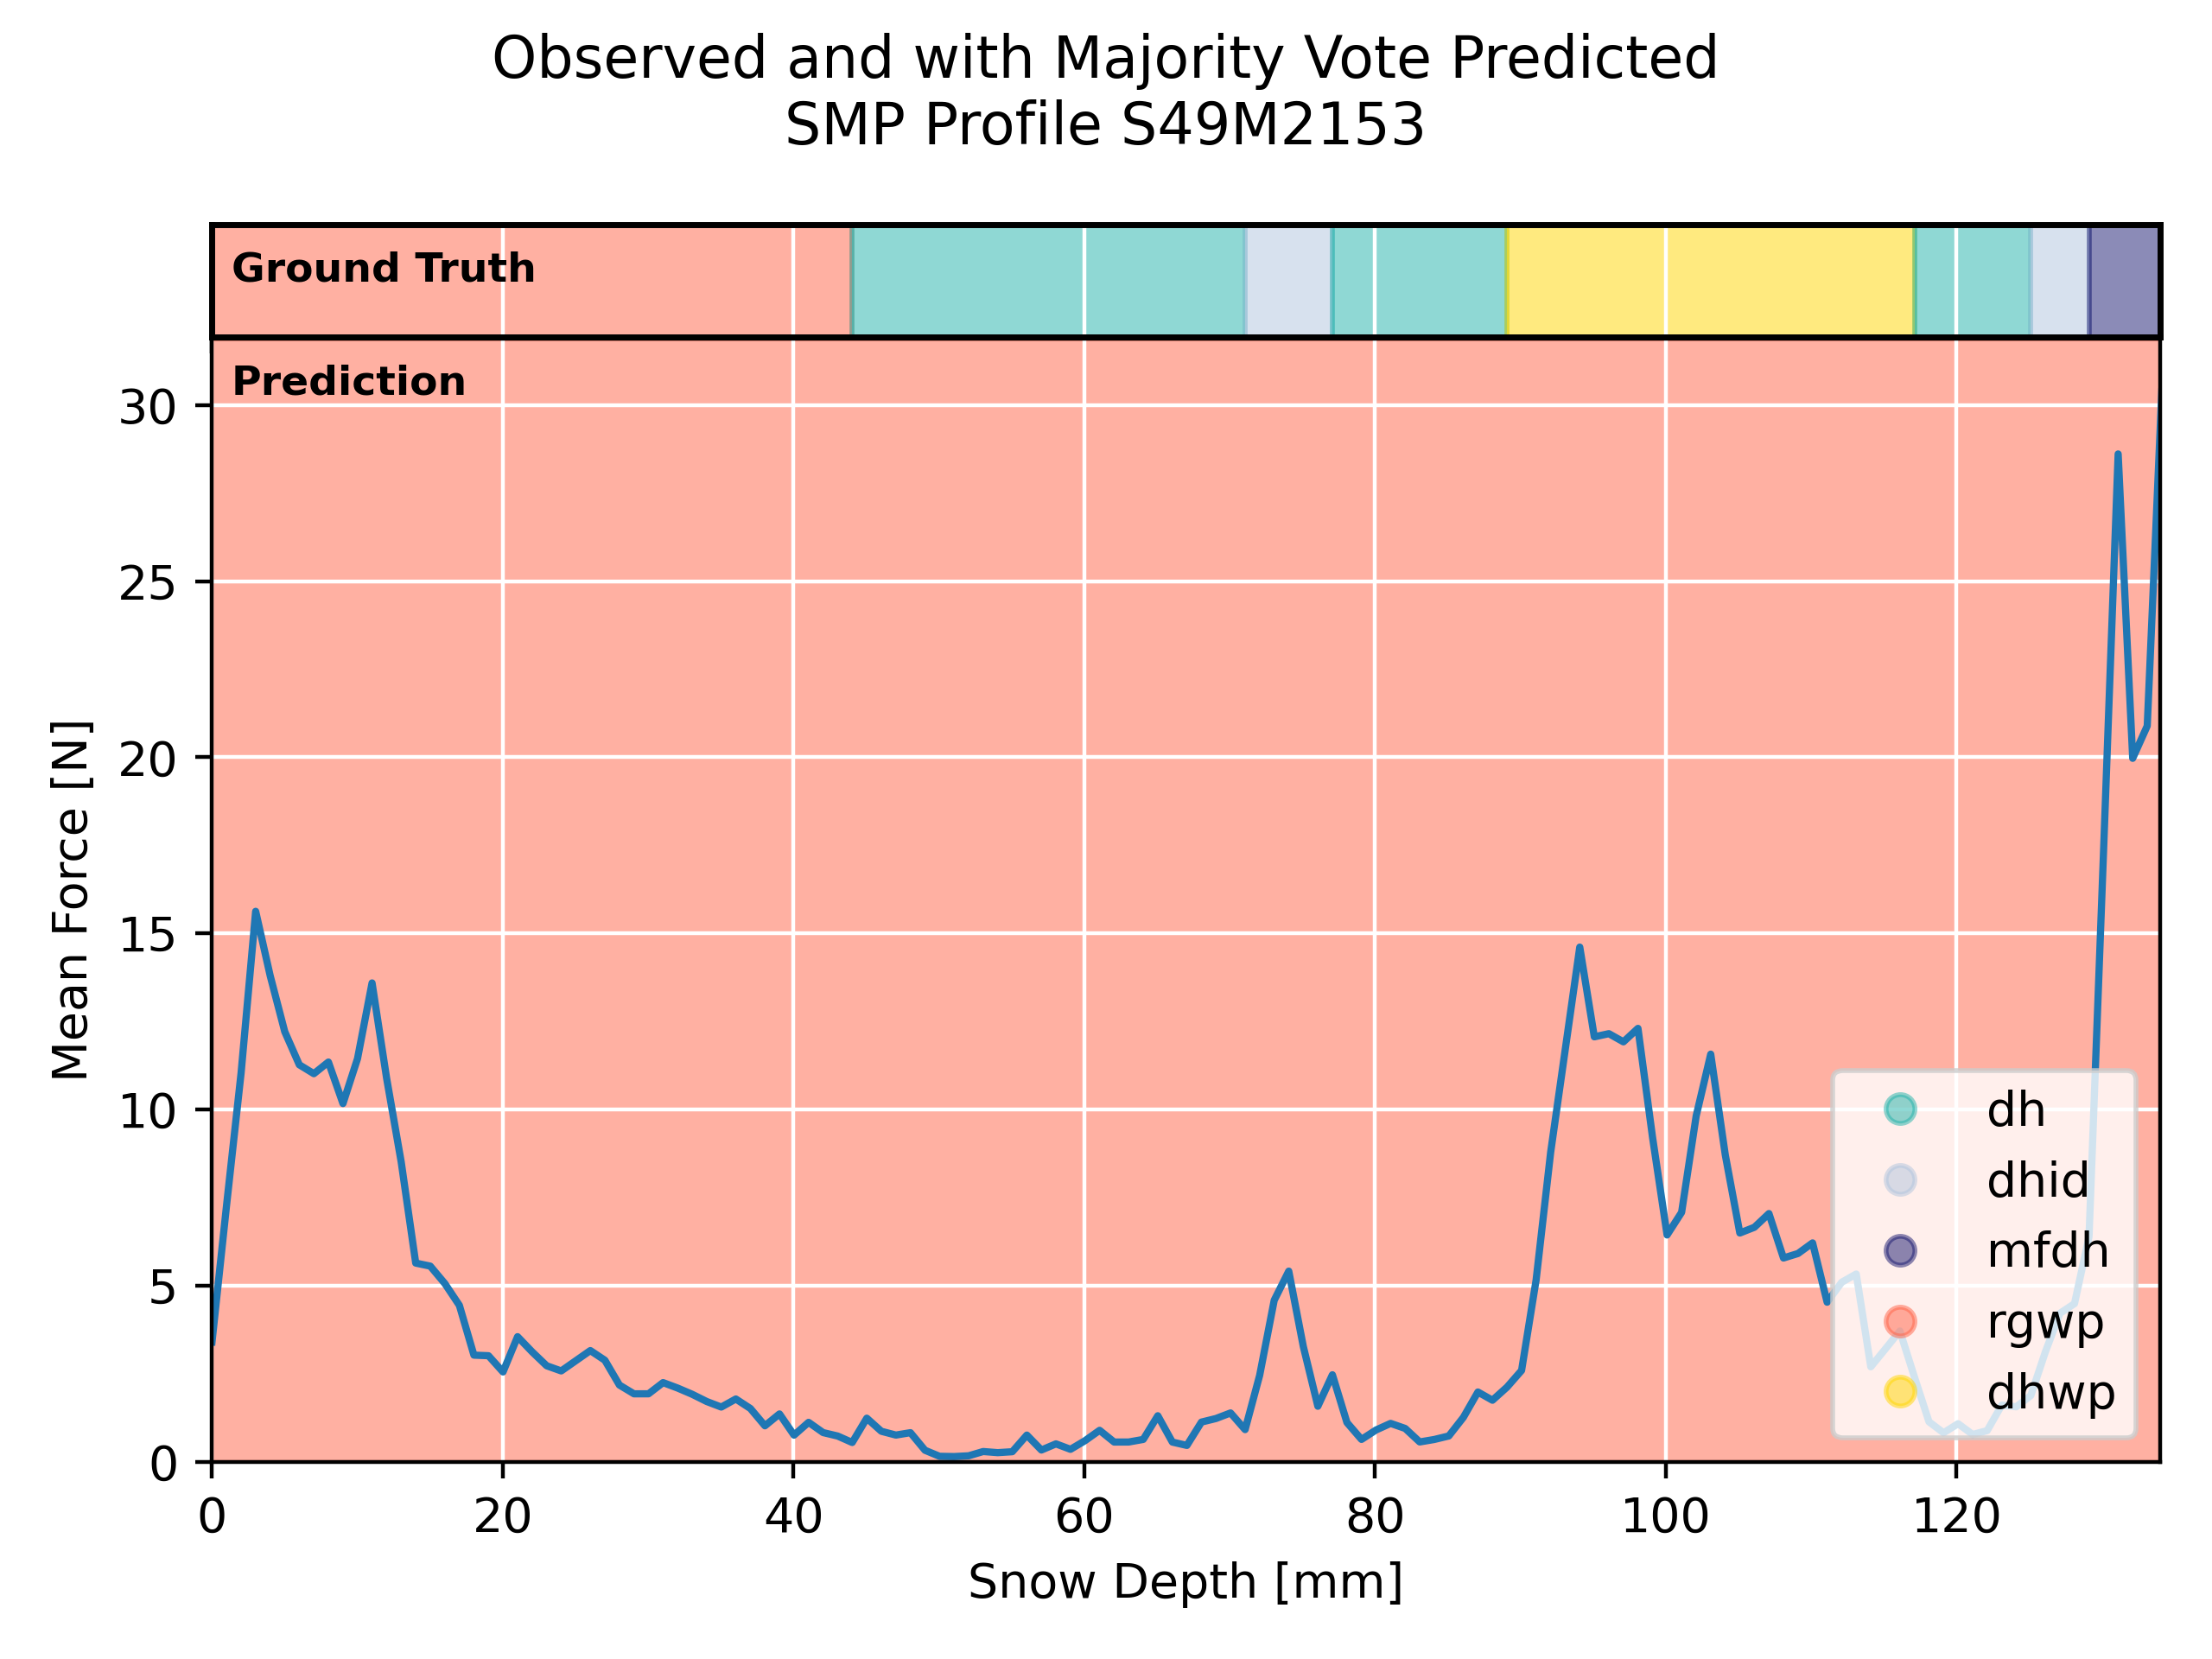 Observed and with Majority Vote Predicted
SMP Profile S49M2153
Ground Truth
Prediction
30
25
20
15
10
5
0
Mean Force [N]
dh
dhid
mfdh
rgwp
dhwp
0 20 40 60 80 100 120
Snow Depth [mm]